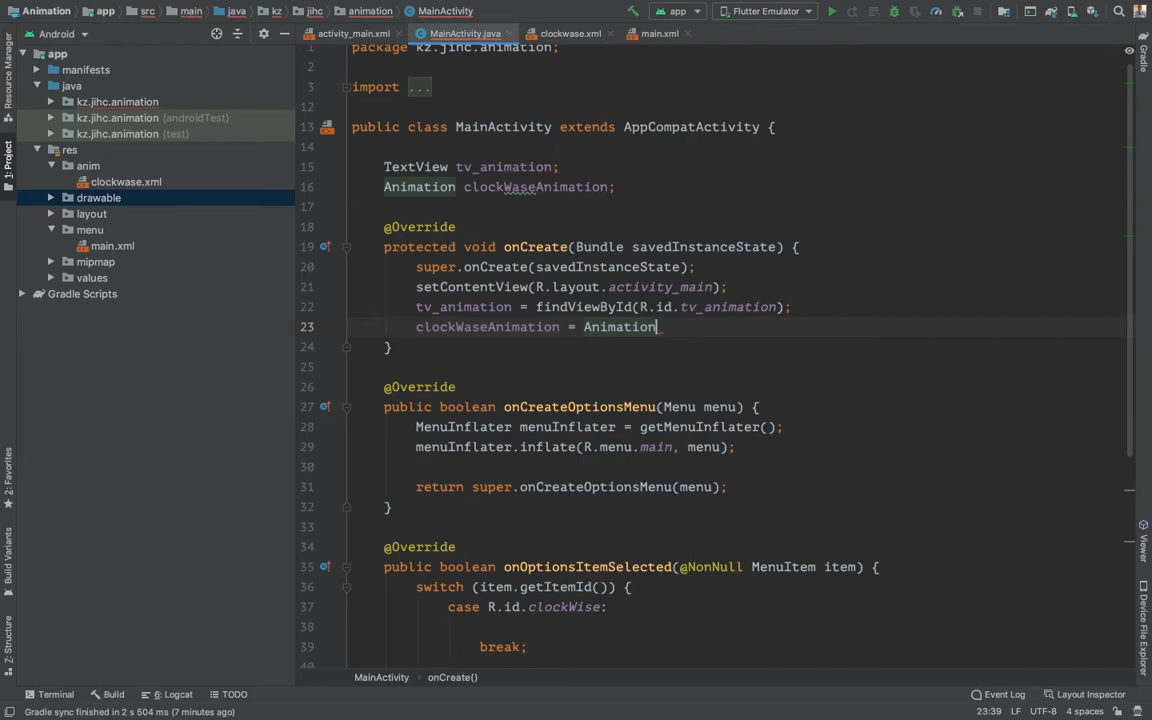 Animation app src main java kz jihc animation MainActivity app Flutter Emulator
Android
activity_main.xml MainActivity.java clockwase.xml main.xml
app
manifests
java
kz.jihc.animation
kz.jihc.animation (androidTest)
kz.jihc.animation (test)
res
anim
clockwase.xml
drawable
layout
menu
main.xml
mipmap
values
Gradle Scripts
Resource Manager
1: Project
2: Favorites
Build Variants
7: Structure
1 package kz.jihc.animation;
2
3 import ...
12
13 public class MainActivity extends AppCompatActivity {
14
15 TextView tv_animation;
16 Animation clockWaseAnimation;
17
18 @Override
19 protected void onCreate(Bundle savedInstanceState) {
20 super.onCreate(savedInstanceState);
21 setContentView(R.layout.activity_main);
22 tv_animation = findViewById(R.id.tv_animation);
23 clockWaseAnimation = Animation
24 }
25
26 @Override
27 public boolean onCreateOptionsMenu(Menu menu) {
28 MenuInflater menuInflater = getMenuInflater();
29 menuInflater.inflate(R.menu.main, menu);
30
31 return super.onCreateOptionsMenu(menu);
32 }
33
34 @Override
35 public boolean onOptionsItemSelected(@NonNull MenuItem item) {
36 switch (item.getItemId()) {
37 case R.id.clockWise:
38
39 break;
40
Gradle
Viewer
Device File Explorer
MainActivity onCreate()
Terminal Build 6: Logcat TODO Event Log Layout Inspector
Gradle sync finished in 2 s 504 ms (7 minutes ago) 23:39 LF UTF-8 4 spaces